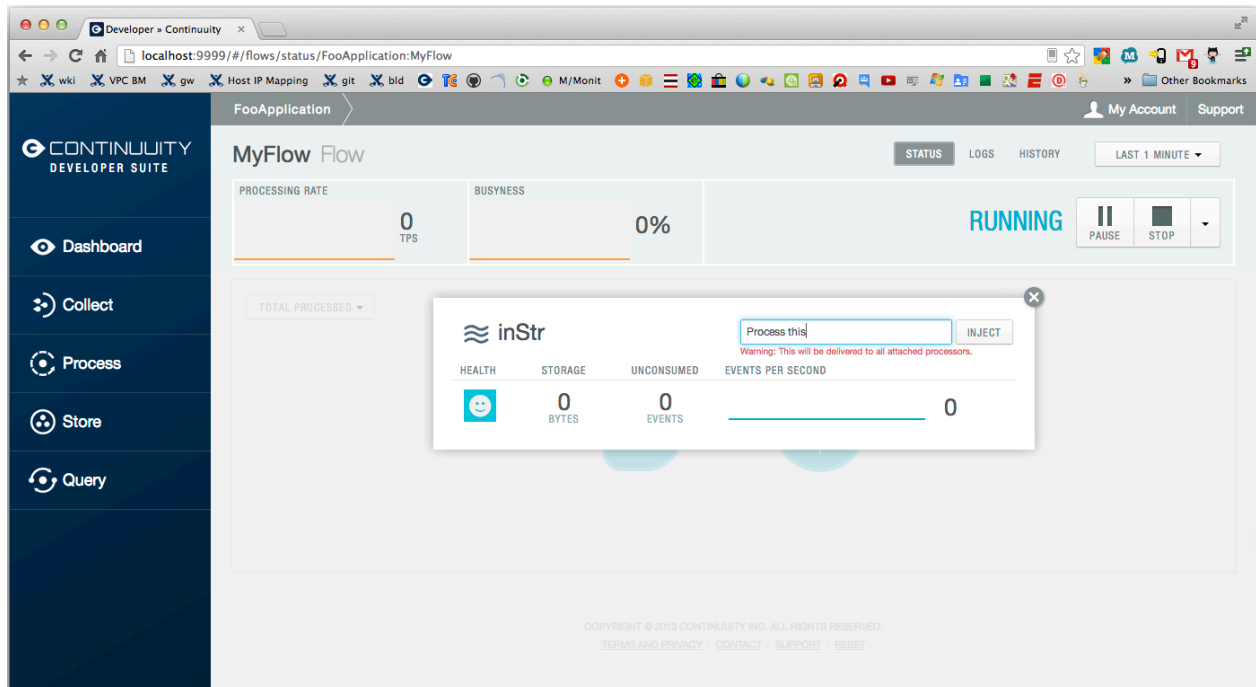 Developer » Continuity
localhost:9999/#/flows/status/FooApplication:MyFlow
wki VPC BM gw Host IP Mapping git bld M/Monit » Other Bookmarks
FooApplication My Account Support
CONTINUUITY
DEVELOPER SUITE
MyFlow Flow STATUS LOGS HISTORY LAST 1 MINUTE
PROCESSING RATE BUSYNESS
0 TPS 0% RUNNING PAUSE STOP
Dashboard
Collect
Process
Store
Query
TOTAL PROCESSED
inStr Process this INJECT
Warning: This will be delivered to all attached processors.
HEALTH STORAGE UNCONSUMED EVENTS PER SECOND
0 0 0
BYTES EVENTS
COPYRIGHT © 2013 CONTINUUITY INC. ALL RIGHTS RESERVED.
TERMS AND PRIVACY - CONTACT - SUPPORT - RESET